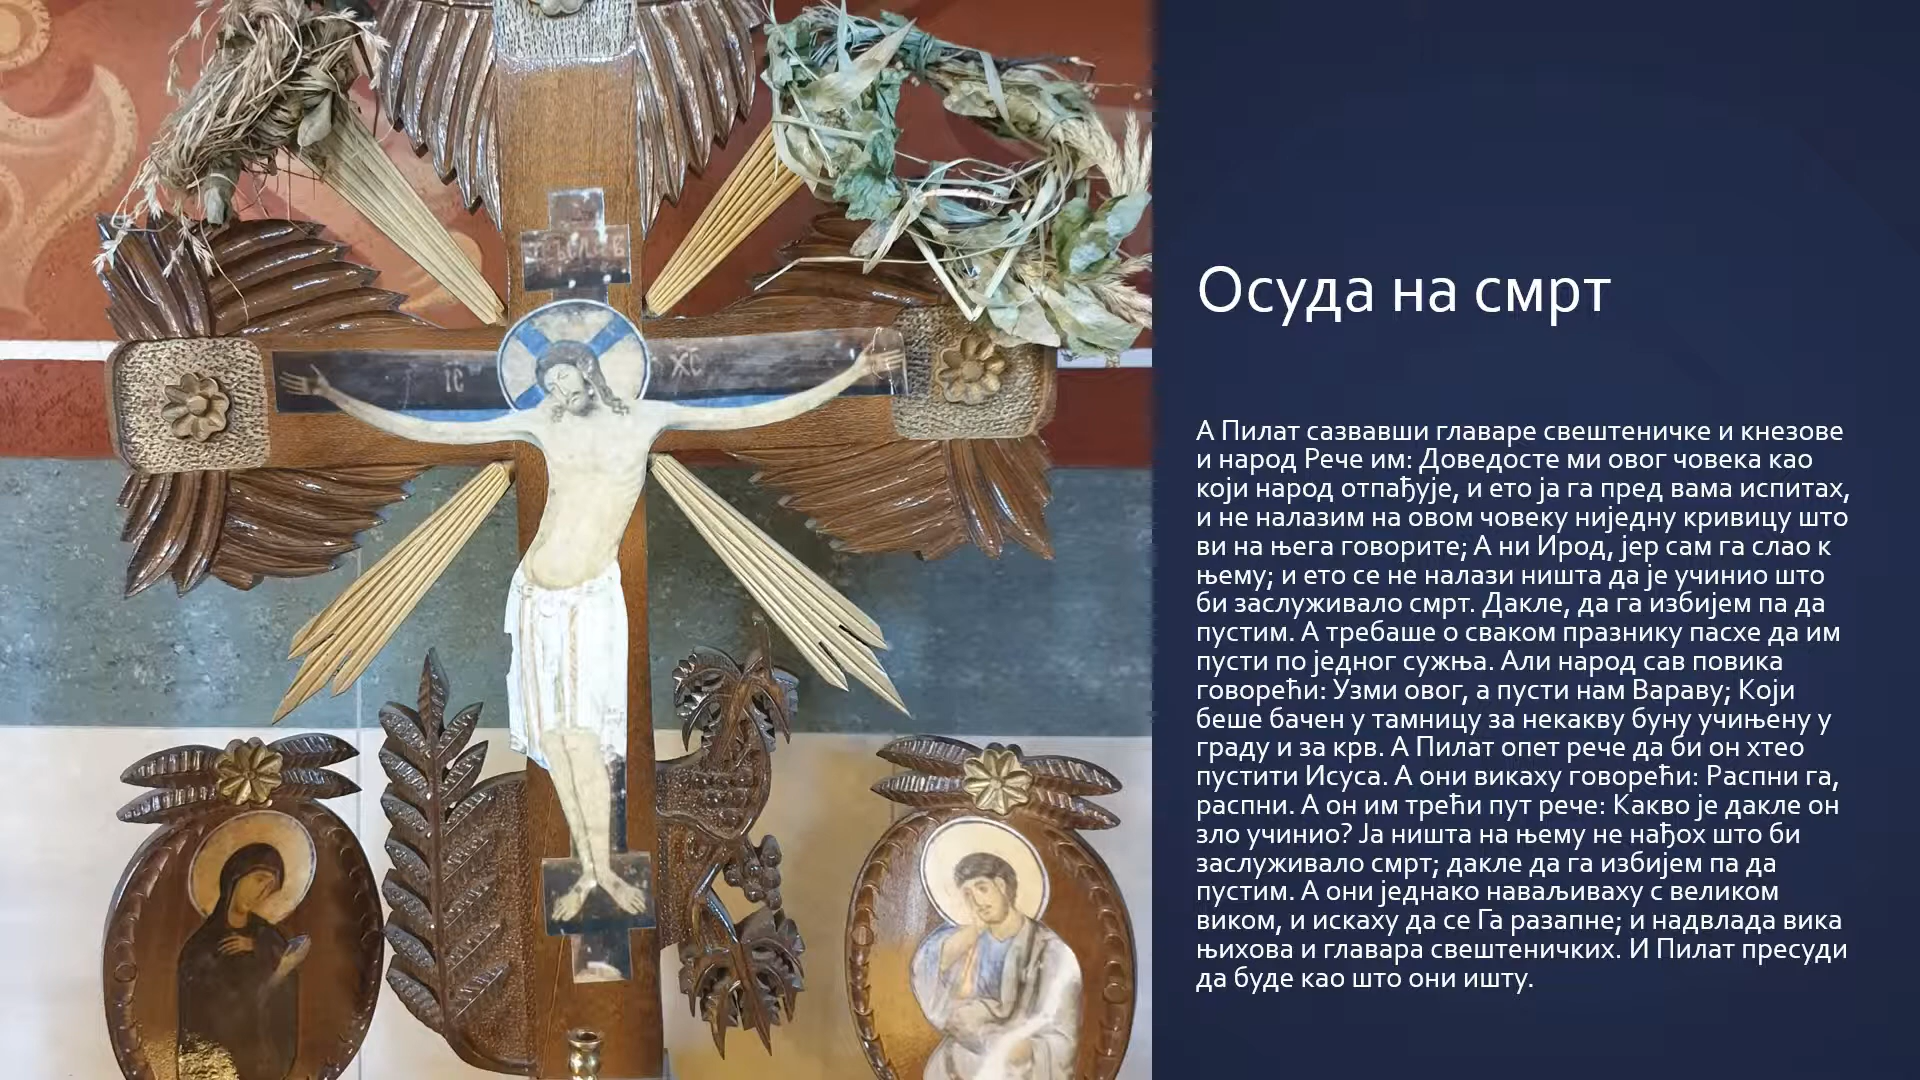 ІС
ХС
Осуда на смрт
А Пилат сазвавши главаре свештеничке и кнезове
и народ Рече им: Доведосте ми овог човека као
који народ отпађује, и ето ја га пред вама испитах,
и не налазим на овом човеку ниједну кривицу што
ви на њега говорите; А ни Ирод, јер сам га слао к
њему; и ето се не налази ништа да је учинио што
би заслуживало смрт. Дакле, да га избијем па да
пустим. А требаше о сваком празнику пасхе да им
пусти по једног сужња. Али народ сав повика
говорећи: Узми овог, а пусти нам Вараву; Који
беше бачен у тамницу за некакву буну учињену у
граду и за крв. А Пилат опет рече да би он хтео
пустити Исуса. А они викаху говорећи: Распни га,
распни. А он им трећи пут рече: Какво је дакле он
зло учинио? Ја ништа на њему не нађох што би
заслуживало смрт; дакле да га избијем па да
пустим. А они једнако наваљиваху с великом
виком, и искаху да се Га разапне; и надвлада вика
њихова и главара свештеничких. И Пилат пресуди
да буде као што они ишту.